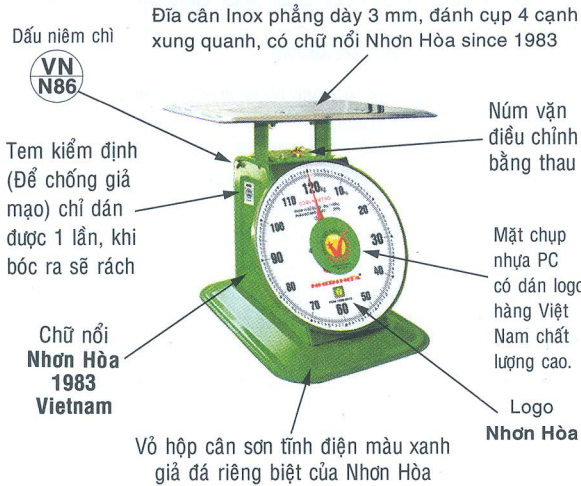 Đĩa cân Inox phẳng dày 3 mm, đánh cụp 4 cạnh
xung quanh, có chữ nổi Nhơn Hòa since 1983
Dấu niêm chì
VN
N86
Núm vặn
điều chỉnh
bằng thau
Tem kiểm định
(Để chống giả
mạo) chỉ dán
được 1 lần, khi
bóc ra sẽ rách
120kg
10
20
30
40
50
60
70
80
90
100
110
NHƠN HÒA
Mặt chụp
nhựa PC
có dán logo
hàng Việt
Nam chất
lượng cao.
Chữ nổi
Nhơn Hòa
1983
Vietnam
Logo
Nhơn Hòa
Vỏ hộp cân sơn tĩnh điện màu xanh
giả đá riêng biệt của Nhơn Hòa